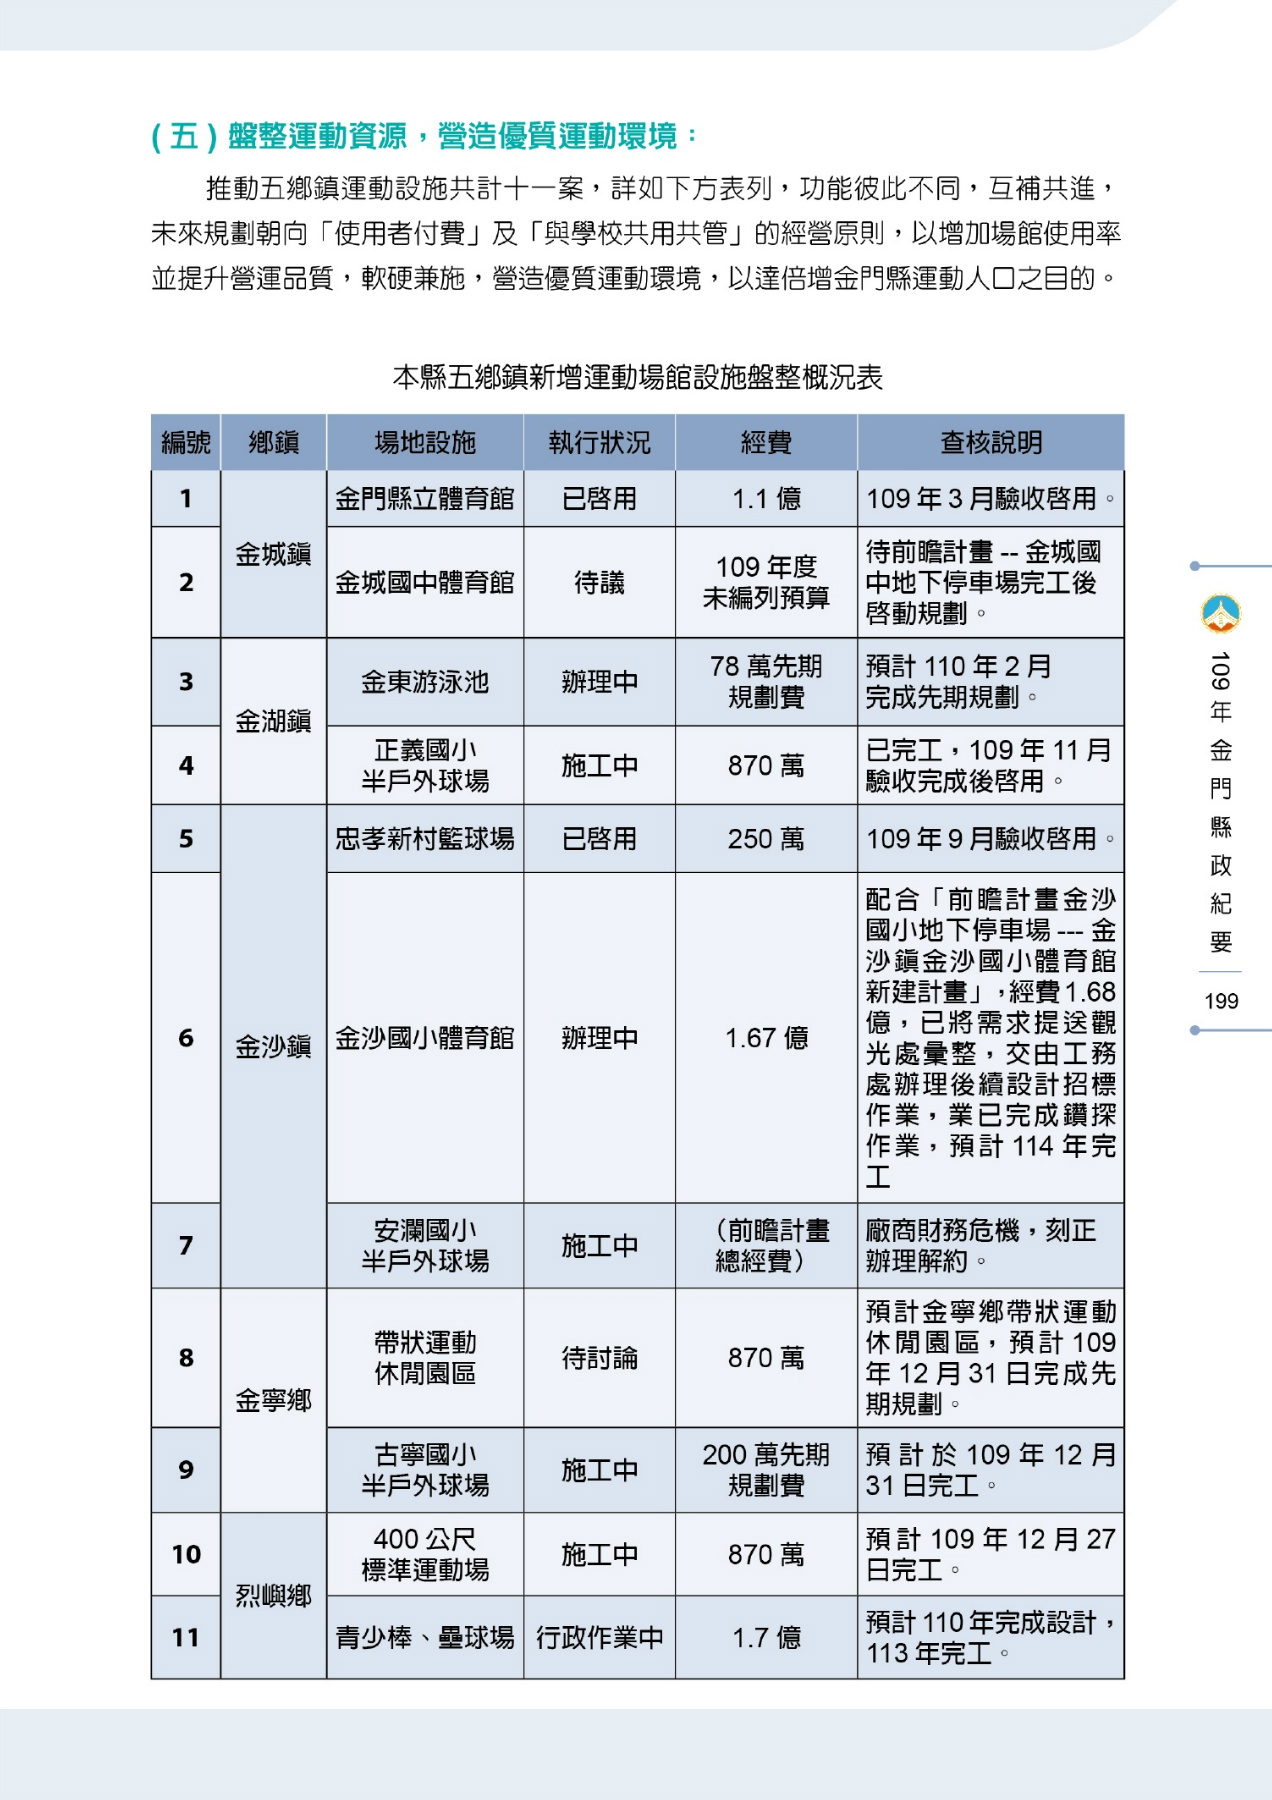 (五)盤整運動資源，營造優質運動環境：
推動五鄉鎮運動設施共計十一案，詳如下方表列，功能彼此不同，互補共進，
未來規劃朝向「使用者付費」及「與學校共用共管」的經營原則，以增加場館使用率
並提升營運品質，軟硬兼施，營造優質運動環境，以達倍增金門縣運動人口之目的。
本縣五鄉鎮新增運動場館設施盤整概況表
編號 鄉鎮 場地設施 執行狀況 經費 查核說明
1 金城鎮 金門縣立體育館 已啓用 1.1 億 109 年 3 月驗收啓用。
2 金城國中體育館 待議 109 年度
未編列預算
待前瞻計畫 -- 金城國
中地下停車場完工後
啓動規劃。
3 金湖鎮 金東游泳池 辦理中 78 萬先期
規劃費
預計 110 年 2 月
完成先期規劃。
4 正義國小
半戶外球場
施工中 870 萬 已完工，109 年 11 月
驗收完成後啓用。
5 金沙鎮 忠孝新村籃球場 已啓用 250 萬 109 年 9 月驗收啓用。
6 金沙國小體育館 辦理中 1.67 億 配合「前瞻計畫金沙
國小地下停車場 --- 金
沙鎮金沙國小體育館
新建計畫」，經費 1.68
億，已將需求提送觀
光處彙整，交由工務
處辦理後續設計招標
作業，業已完成鑽探
作業，預計 114 年完
工
7 安瀾國小
半戶外球場
施工中 （前瞻計畫
總經費）
廠商財務危機，刻正
辦理解約。
8 金寧鄉 帶狀運動
休閒園區
待討論 870 萬 預計金寧鄉帶狀運動
休閒園區，預計 109
年 12 月 31 日完成先
期規劃。
9 古寧國小
半戶外球場
施工中 200 萬先期
規劃費
預計於 109 年 12 月
31 日完工。
10 烈嶼鄉 400 公尺
標準運動場
施工中 870 萬 預計 109 年 12 月 27
日完工。
11 青少棒、壘球場 行政作業中 1.7 億 預計 110 年完成設計，
113 年完工。
109年金門縣政紀要
199